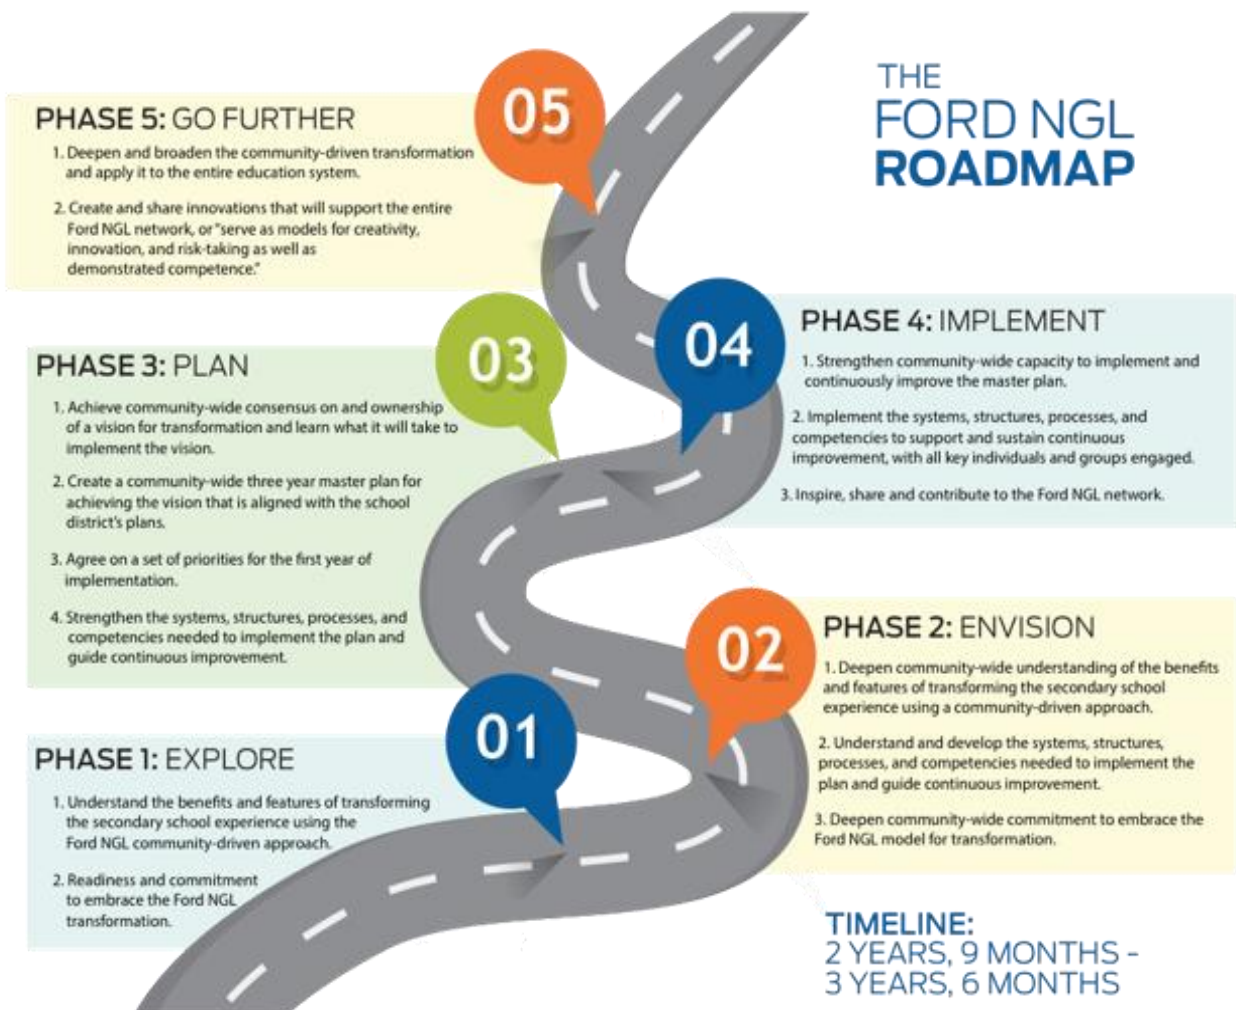 THE
FORD NGL
ROADMAP
05
PHASE 5: GO FURTHER
1. Deepen and broaden the community-driven transformation
and apply it to the entire education system.
2. Create and share innovations that will support the entire
Ford NGL network, or "serve as models for creativity,
innovation, and risk-taking as well as
demonstrated competence."
04
PHASE 4: IMPLEMENT
1. Strengthen community-wide capacity to implement and
continuously improve the master plan.
2. Implement the systems, structures, processes, and
competencies to support and sustain continuous
improvement, with all key individuals and groups engaged.
3. Inspire, share and contribute to the Ford NGL network.
03
PHASE 3: PLAN
1. Achieve community-wide consensus on and ownership
of a vision for transformation and learn what it will take to
implement the vision.
2. Create a community-wide three year master plan for
achieving the vision that is aligned with the school
district's plans.
3. Agree on a set of priorities for the first year of
implementation.
4. Strengthen the systems, structures, processes, and
competencies needed to implement the plan and
guide continuous improvement.
02
PHASE 2: ENVISION
1. Deepen community-wide understanding of the benefits
and features of transforming the secondary school
experience using a community-driven approach.
2. Understand and develop the systems, structures,
processes, and competencies needed to implement the
plan and guide continuous improvement.
3. Deepen community-wide commitment to embrace the
Ford NGL model for transformation.
01
PHASE 1: EXPLORE
1. Understand the benefits and features of transforming
the secondary school experience using the
Ford NGL community-driven approach.
2. Readiness and commitment
to embrace the Ford NGL
transformation.
TIMELINE:
2 YEARS, 9 MONTHS -
3 YEARS, 6 MONTHS